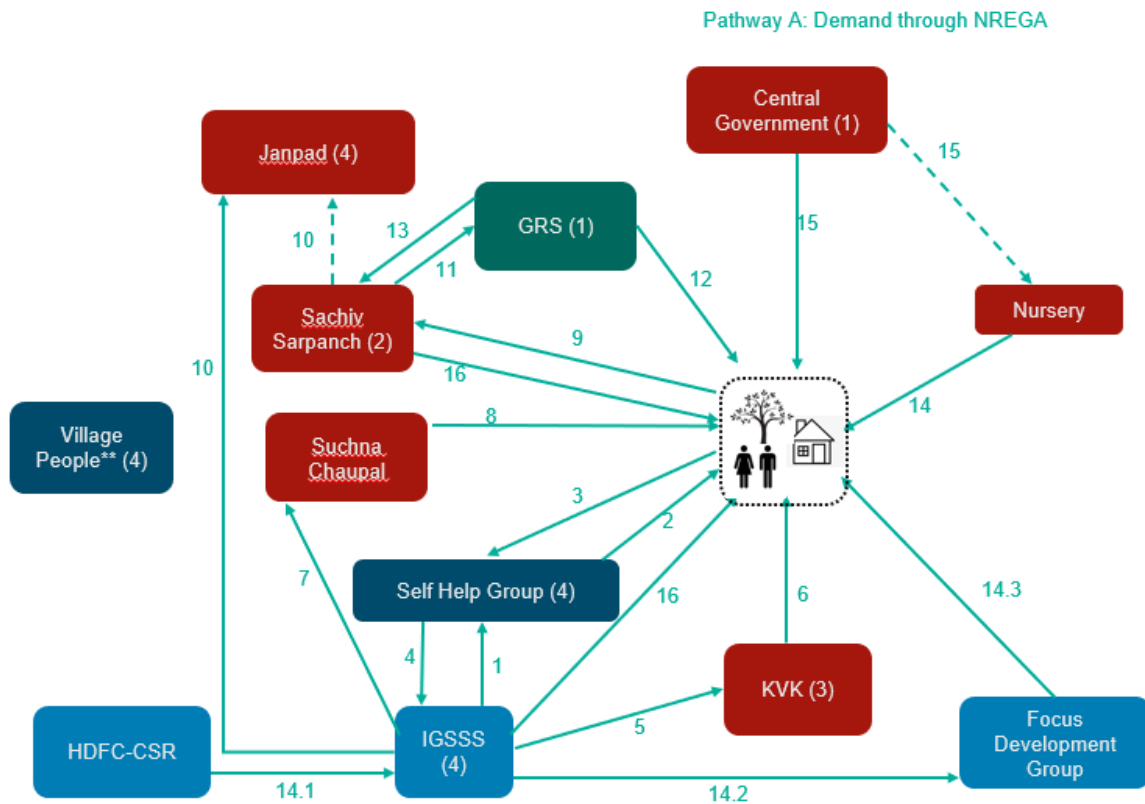 Pathway A: Demand through NREGA
Central
Government (1)
Janpad (4)
15
GRS (1)
13
10
11
15
12
Nursery
Sachiv
Sarpanch (2)
9
16
10
14
8
Village
People** (4)
Suchna
Chaupal
3
2
7
Self Help Group (4)
16
6
14.3
4
1
KVK (3)
5
HDFC-CSR
IGSSS
(4)
Focus
Development
Group
14.1
14.2